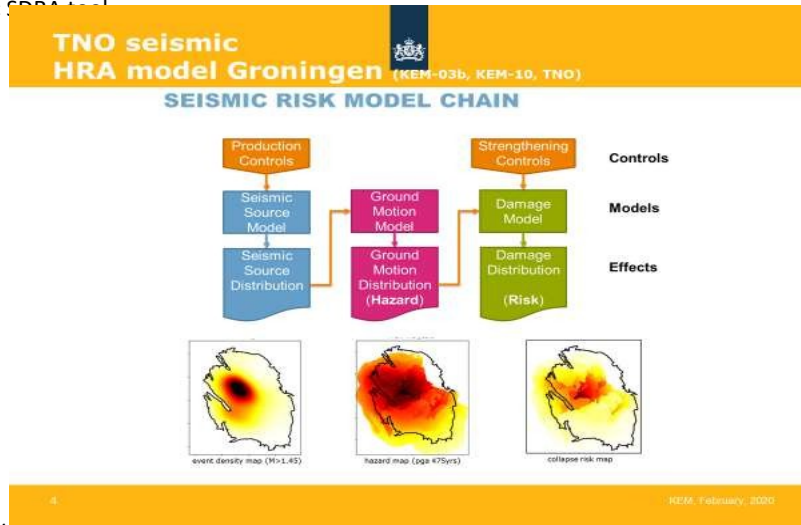 SDRA tool
TNO seismic
HRA model Groningen (KEM-03b, KEM-10, TNO)
SEISMIC RISK MODEL CHAIN
Production
Controls
Strengthening
Controls
Controls
Seismic
Source
Model
Ground
Motion
Model
Damage
Model
Models
Seismic
Source
Distribution
Ground
Motion
Distribution
(Hazard)
Damage
Distribution
(Risk)
Effects
event density map (M>1.45)
hazard map (pga 475yrs)
collapse risk map
4
KEM, February, 2020